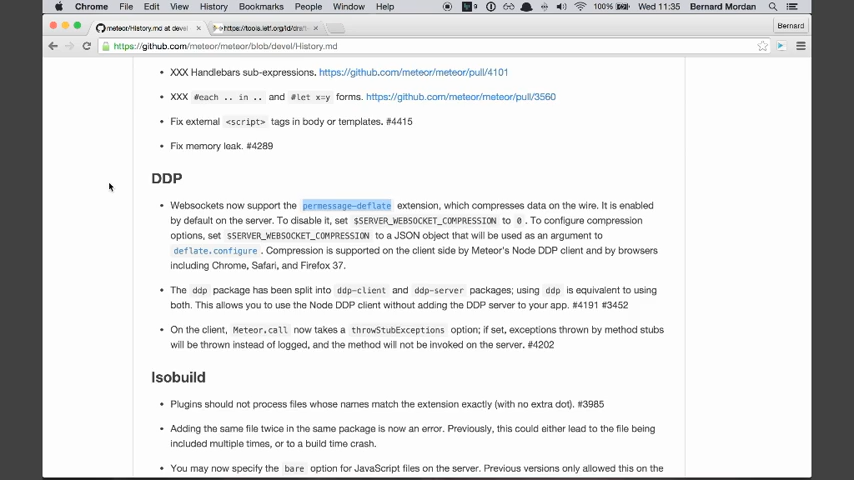 Chrome File Edit View History Bookmarks People Window Help 100% Wed 11:35 Bernard Mordan
meteor/History.md at devel https://tools.ietf.org/id/draft
Bernard
https://github.com/meteor/meteor/blob/devel/History.md
• XXX Handlebars sub-expressions. https://github.com/meteor/meteor/pull/4101
• XXX #each .. in .. and #let x=y forms. https://github.com/meteor/meteor/pull/3560
• Fix external <script> tags in body or templates. #4415
• Fix memory leak. #4289
DDP
• Websockets now support the permessage-deflate extension, which compresses data on the wire. It is enabled
by default on the server. To disable it, set $SERVER_WEBSOCKET_COMPRESSION to 0 . To configure compression
options, set $SERVER_WEBSOCKET_COMPRESSION to a JSON object that will be used as an argument to
deflate.configure . Compression is supported on the client side by Meteor's Node DDP client and by browsers
including Chrome, Safari, and Firefox 37.
• The ddp package has been split into ddp-client and ddp-server packages; using ddp is equivalent to using
both. This allows you to use the Node DDP client without adding the DDP server to your app. #4191 #3452
• On the client, Meteor.call now takes a throwStubExceptions option; if set, exceptions thrown by method stubs
will be thrown instead of logged, and the method will not be invoked on the server. #4202
Isobuild
• Plugins should not process files whose names match the extension exactly (with no extra dot). #3985
• Adding the same file twice in the same package is now an error. Previously, this could either lead to the file being
included multiple times, or to a build time crash.
• You may now specify the bare option for JavaScript files on the server. Previous versions only allowed this on the